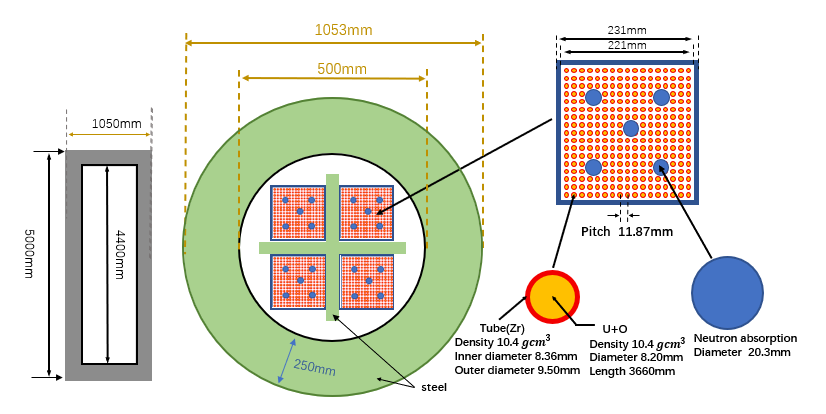 1053mm
500mm
1050mm
5000mm
4400mm
250mm
steel
231mm
221mm
Pitch 11.87mm
Tube(Zr)
Density 10.4 gcm³
Inner diameter 8.36mm
Outer diameter 9.50mm
U+O
Density 10.4 gcm³
Diameter 8.20mm
Length 3660mm
Neutron absorption
Diameter 20.3mm